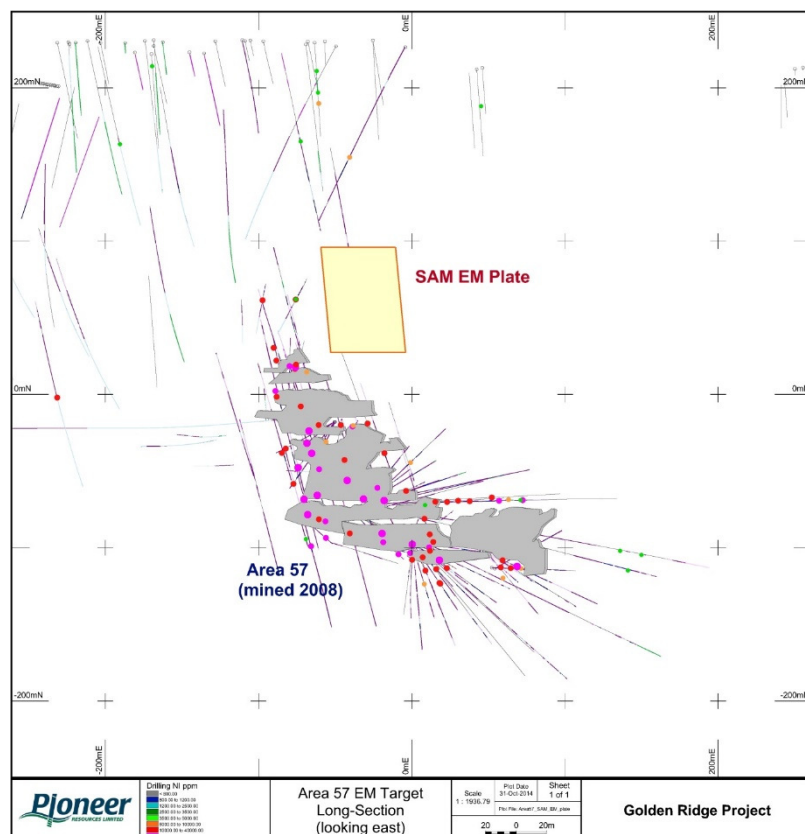 -200mE
0mE
200mE
200mN
200mN
SAM EM Plate
0mN
0mN
Area 57
(mined 2008)
-200mN
-200mN
-200mE
0mE
200mE
Pioneer
RESOURCES LIMITED
Drilling NI ppm
Area 57 EM Target
Long-Section
(looking east)
Scale
1 : 1936.79
Plot Date
31-Oct-2014
Sheet
1 of 1
20 0 20m
Golden Ridge Project